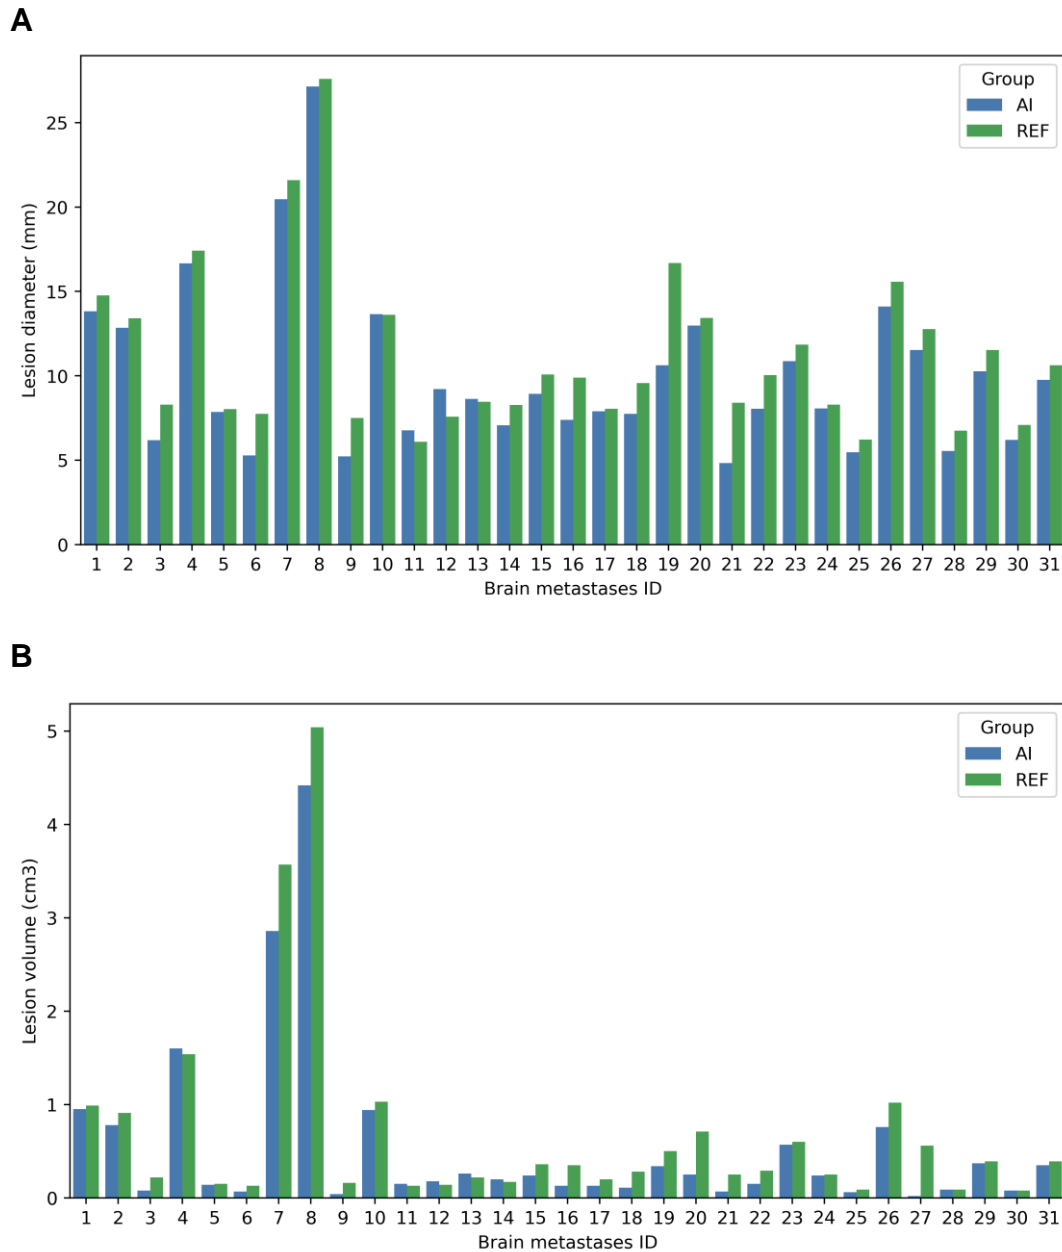 A
Group
AI
REF
Lesion diameter (mm)
25
20
15
10
5
0
1 2 3 4 5 6 7 8 9 10 11 12 13 14 15 16 17 18 19 20 21 22 23 24 25 26 27 28 29 30 31
Brain metastases ID
B
Group
AI
REF
Lesion volume (cm3)
5
4
3
2
1
0
1 2 3 4 5 6 7 8 9 10 11 12 13 14 15 16 17 18 19 20 21 22 23 24 25 26 27 28 29 30 31
Brain metastases ID